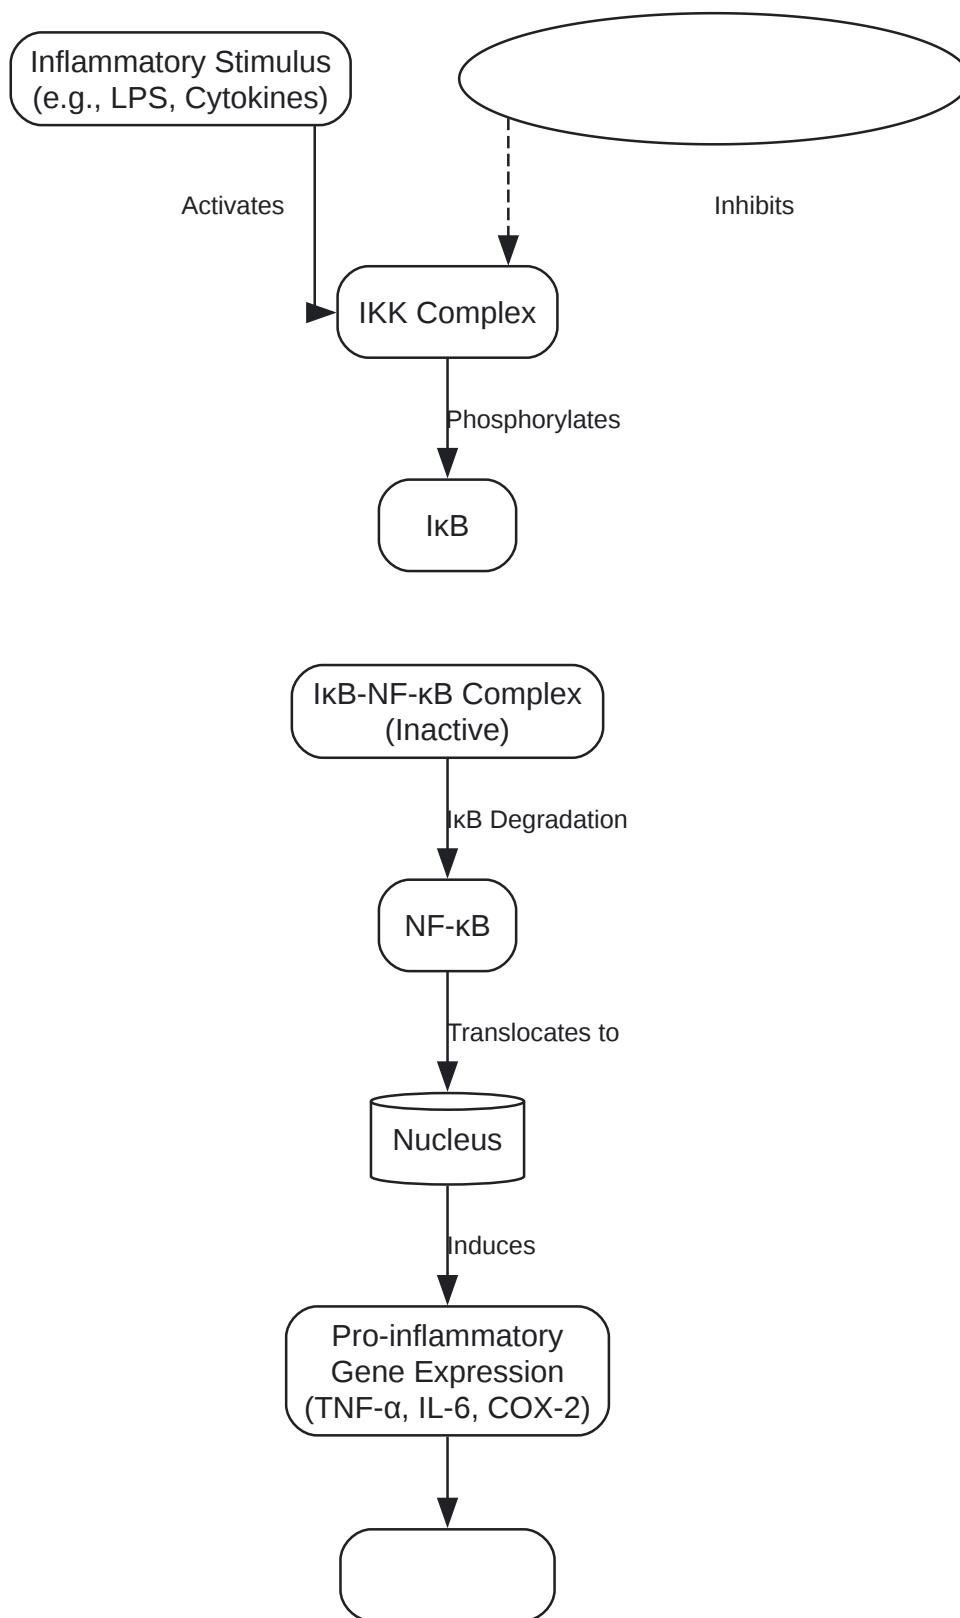 Inflammatory Stimulus
(e.g., LPS, Cytokines)
Activates
Inhibits
IKK Complex
Phosphorylates
IκB
IκB-NF-κB Complex
(Inactive)
IκB Degradation
NF-κB
Translocates to
Nucleus
Induces
Pro-inflammatory
Gene Expression
(TNF-α, IL-6, COX-2)